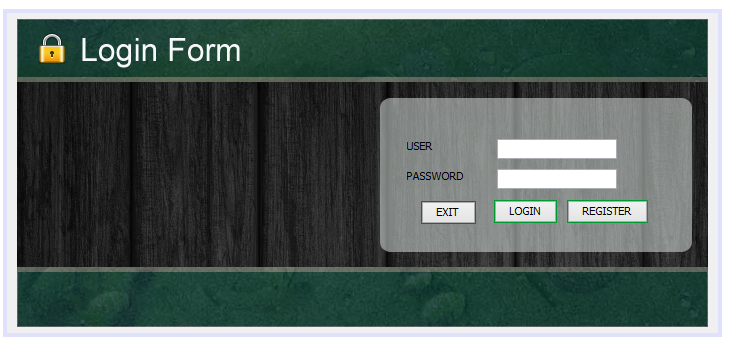 Login Form
USER
PASSWORD
EXIT LOGIN REGISTER